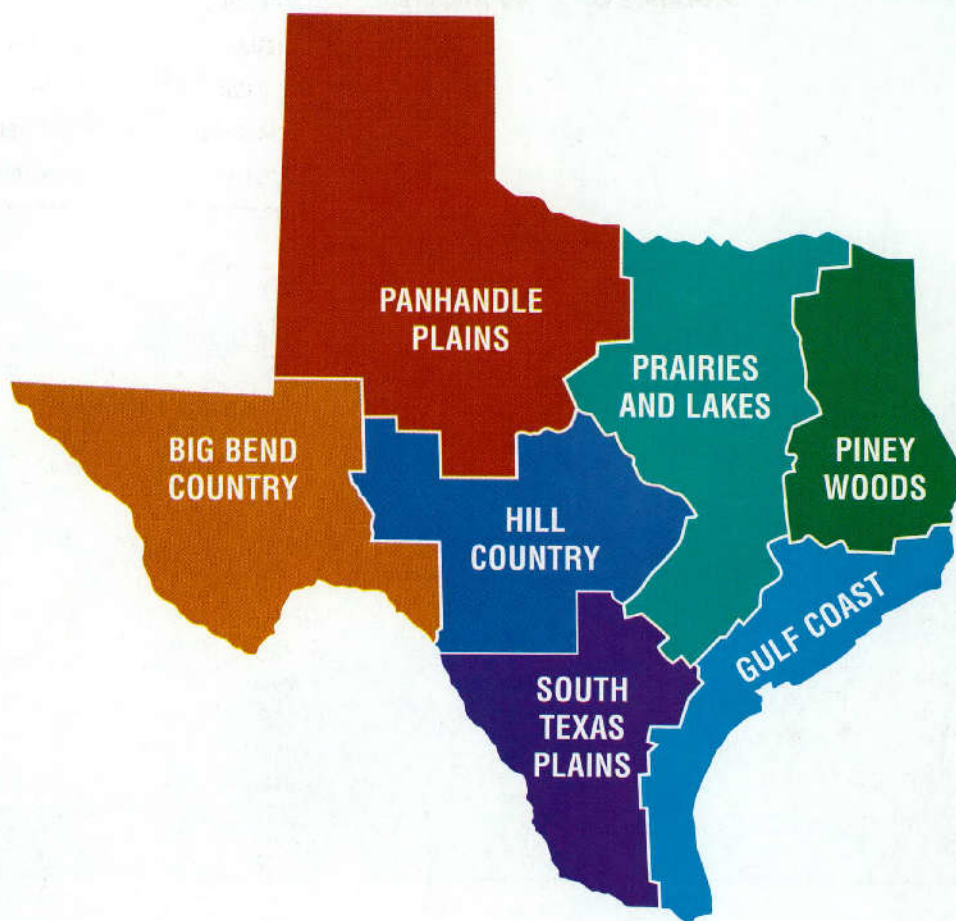 PANHANDLE
PLAINS
PRAIRIES
AND LAKES
BIG BEND
COUNTRY
PINEY
WOODS
HILL
COUNTRY
GULF COAST
SOUTH
TEXAS
PLAINS